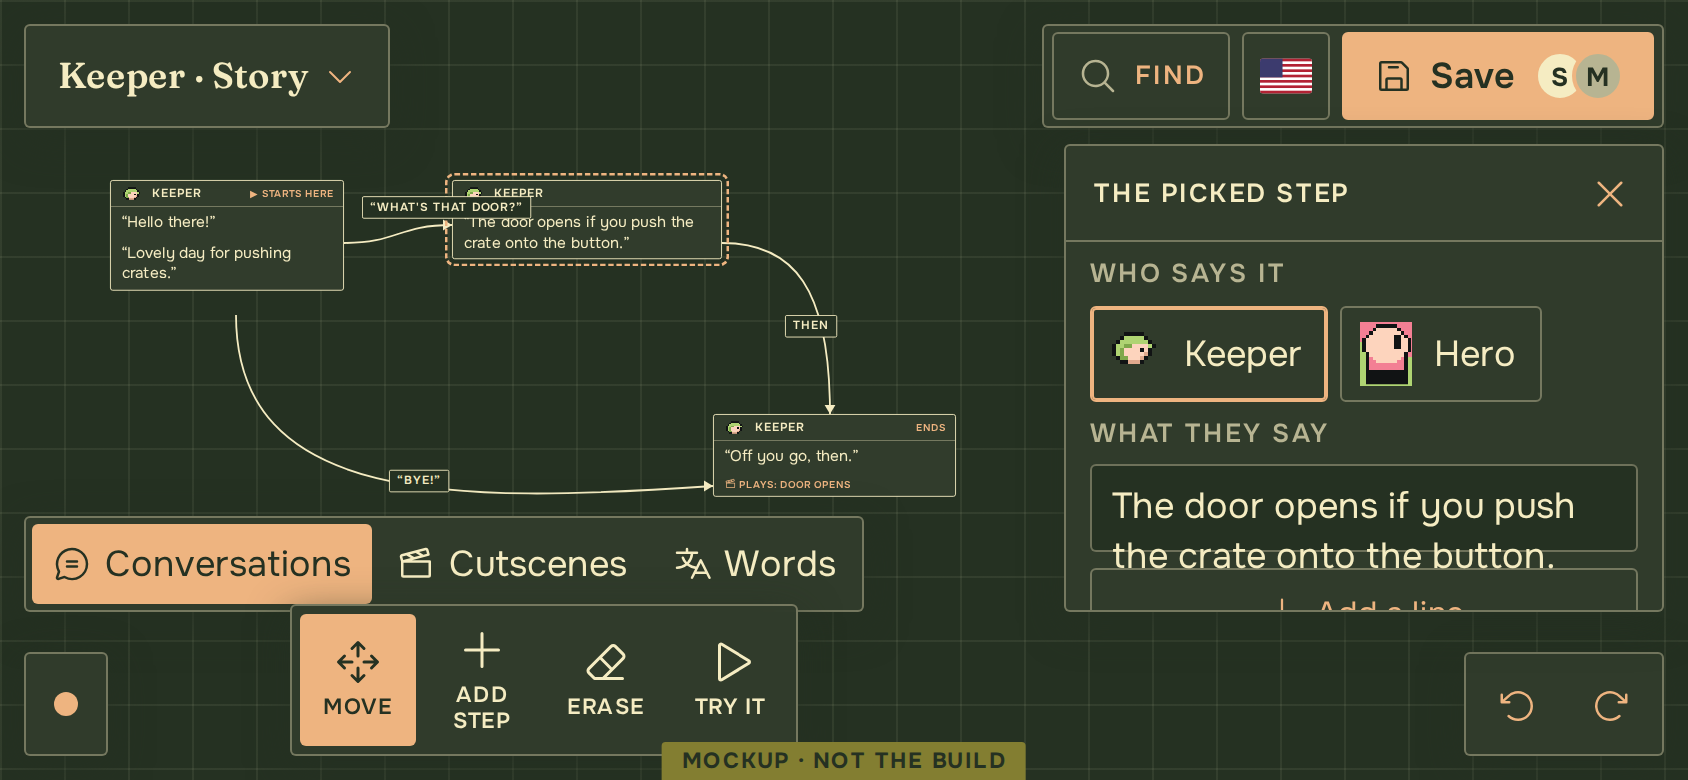 Keeper · Story
FIND
Save
S
M
KEEPER
▶ STARTS HERE
“Hello there!”
“Lovely day for pushing
crates.”
“WHAT'S THAT DOOR?”
KEEPER
“The door opens if you push the
crate onto the button.”
THEN
KEEPER
ENDS
“Off you go, then.”
PLAYS: DOOR OPENS
“BYE!”
THE PICKED STEP
WHO SAYS IT
Keeper
Hero
WHAT THEY SAY
The door opens if you push
the crate onto the button.
Add a line
Conversations
Cutscenes
Words
MOVE
ADD
STEP
ERASE
TRY IT
MOCKUP · NOT THE BUILD